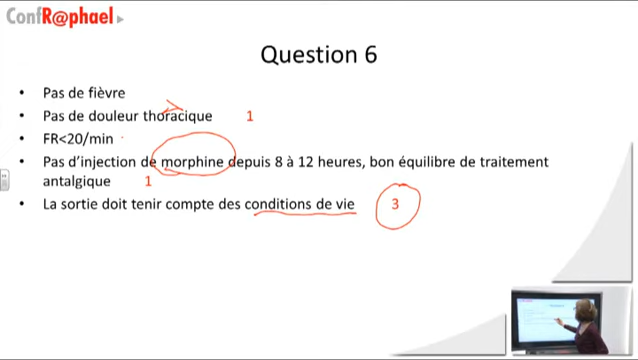 ConfR@phael
Question 6
• Pas de fièvre
• Pas de douleur thoracique 1
• FR<20/min
• Pas d’injection de morphine depuis 8 à 12 heures, bon équilibre de traitement
antalgique 1
• La sortie doit tenir compte des conditions de vie 3